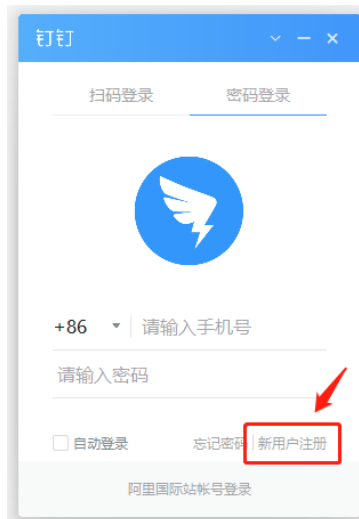 钉钉
扫码登录 密码登录
+86 请输入手机号
请输入密码
自动登录 忘记密码 新用户注册
阿里国际站帐号登录